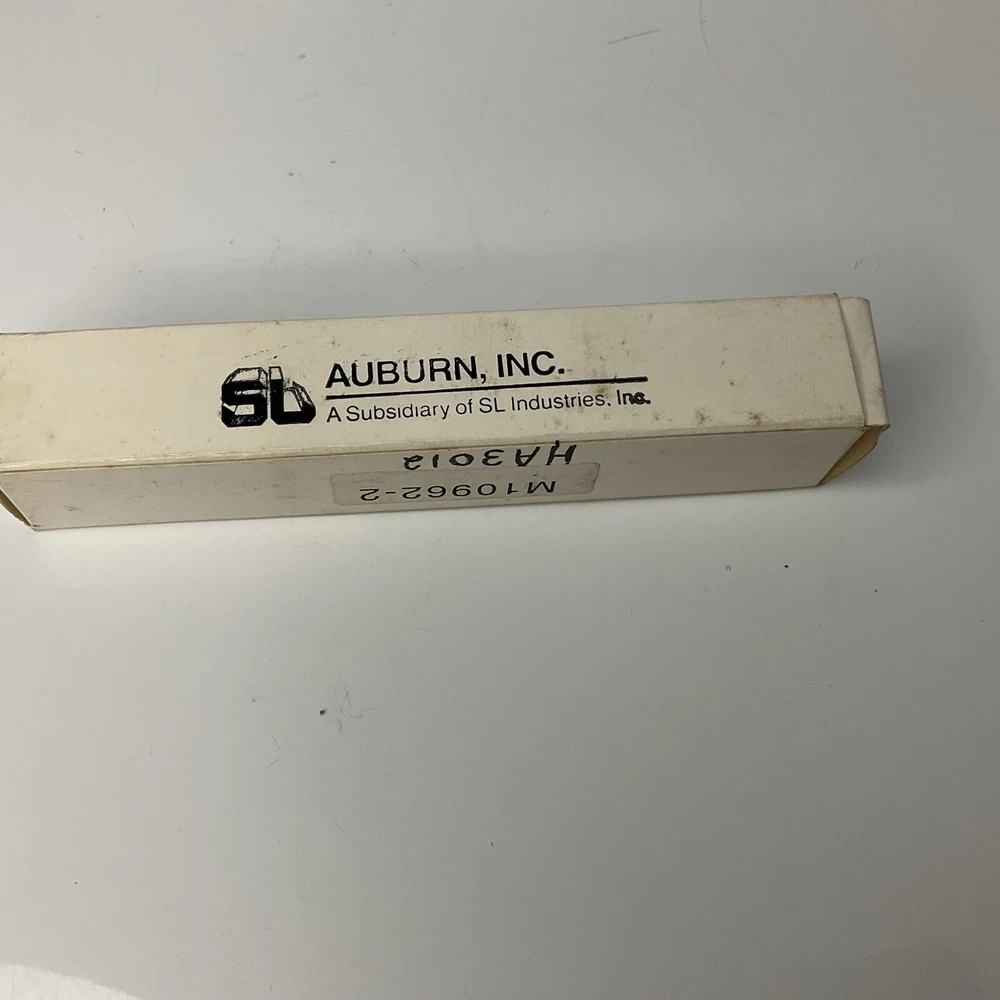 SL
AUBURN, INC.
A Subsidiary of SL Industries, Inc.
M10962-2
HA3012